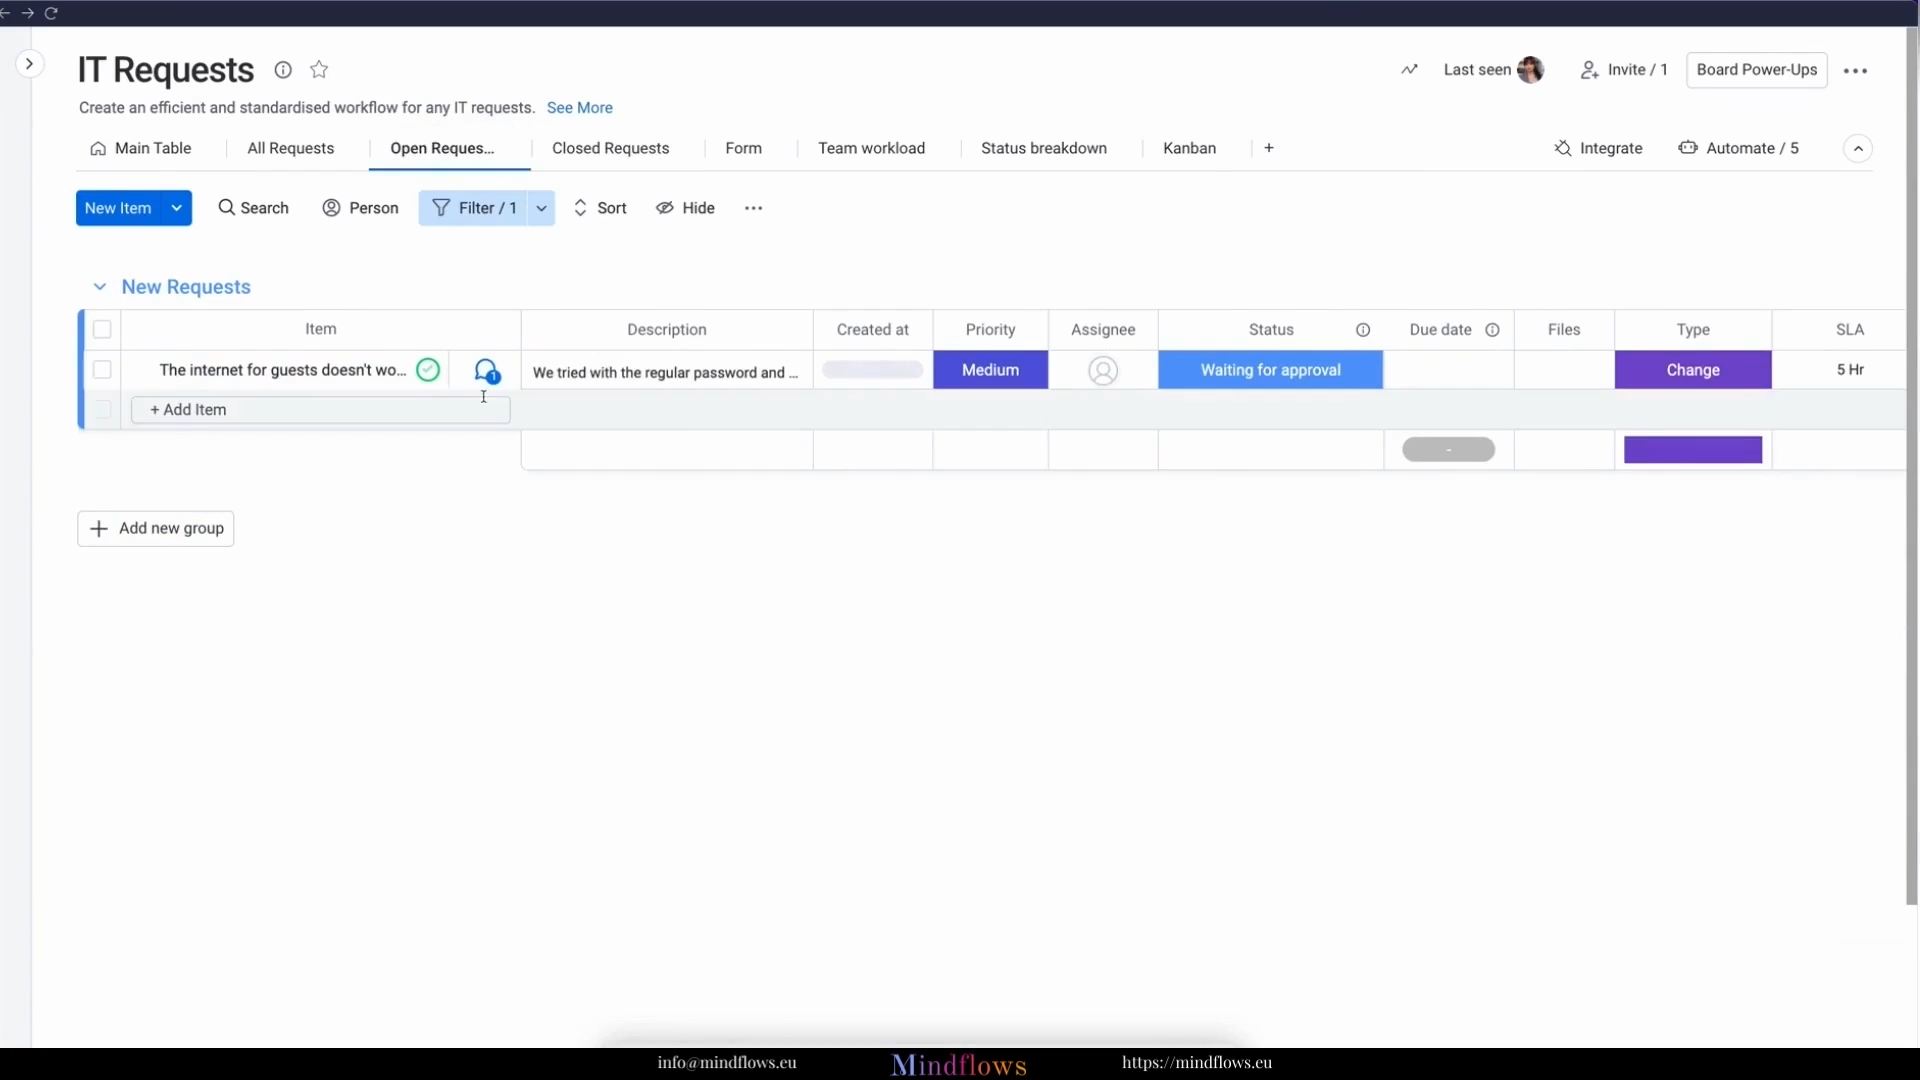 IT Requests
Last seen
Invite / 1
Board Power-Ups
Create an efficient and standardised workflow for any IT requests. See More
Main Table
All Requests
Open Reques...
Closed Requests
Form
Team workload
Status breakdown
Kanban
+
Integrate
Automate / 5
New Item
Search
Person
Filter / 1
Sort
Hide
New Requests
Item Description Created at Priority Assignee Status Due date Files Type SLA
The internet for guests doesn't wo... 1 We tried with the regular password and ... Medium Waiting for approval Change 5 Hr
+ Add Item
-
+ Add new group
info@mindflows.eu Mindflows https://mindflows.eu